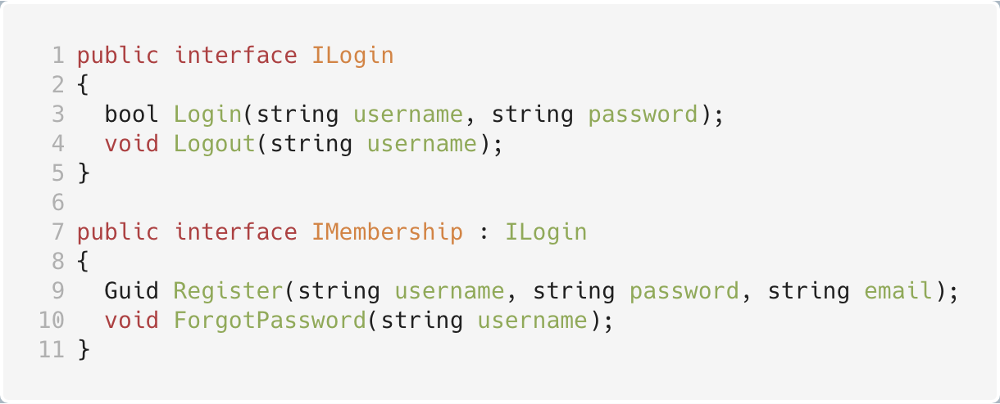 1 public interface ILogin
2 {
3   bool Login(string username, string password);
4   void Logout(string username);
5 }
6
7 public interface IMembership : ILogin
8 {
9   Guid Register(string username, string password, string email);
10   void ForgotPassword(string username);
11 }